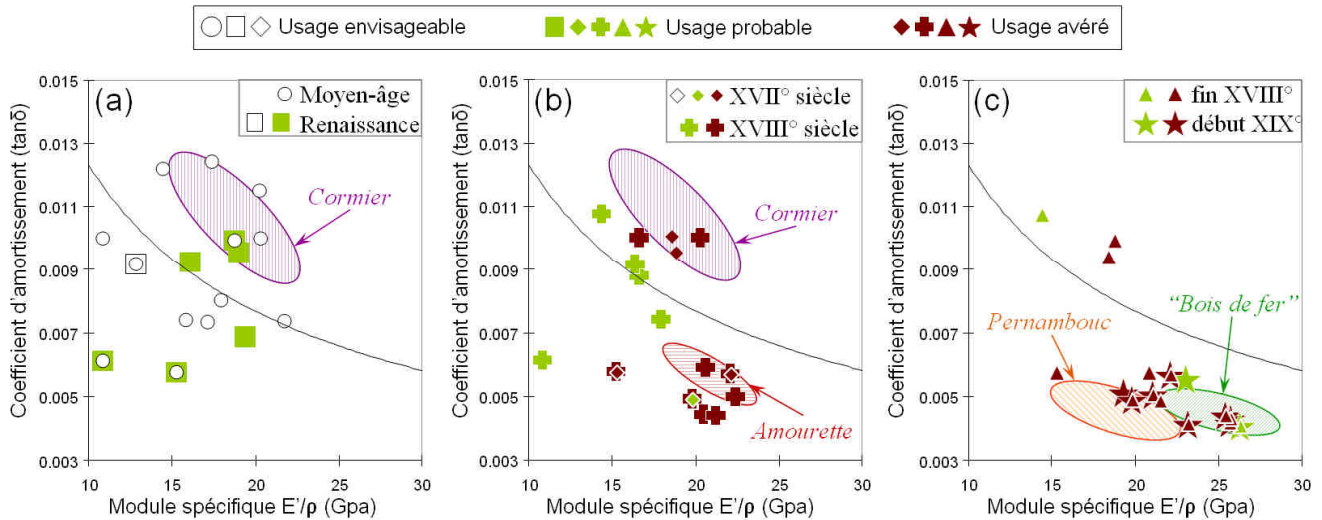 Usage envisageable Usage probable Usage avéré
(a)
Moyen-âge
Renaissance
Cormier
0.015
0.013
0.011
0.009
0.007
0.005
0.003
10 15 20 25 30
Coefficient d'amortissement (tanδ)
Module spécifique E'/ρ (Gpa)
(b)
XVII° siècle
XVIII° siècle
Cormier
Amourette
0.015
0.013
0.011
0.009
0.007
0.005
0.003
10 15 20 25 30
Coefficient d'amortissement (tanδ)
Module spécifique E'/ρ (Gpa)
(c)
fin XVIII°
début XIX°
Pernambouc
"Bois de fer"
0.015
0.013
0.011
0.009
0.007
0.005
0.003
10 15 20 25 30
Coefficient d'amortissement (tanδ)
Module spécifique E'/ρ (Gpa)